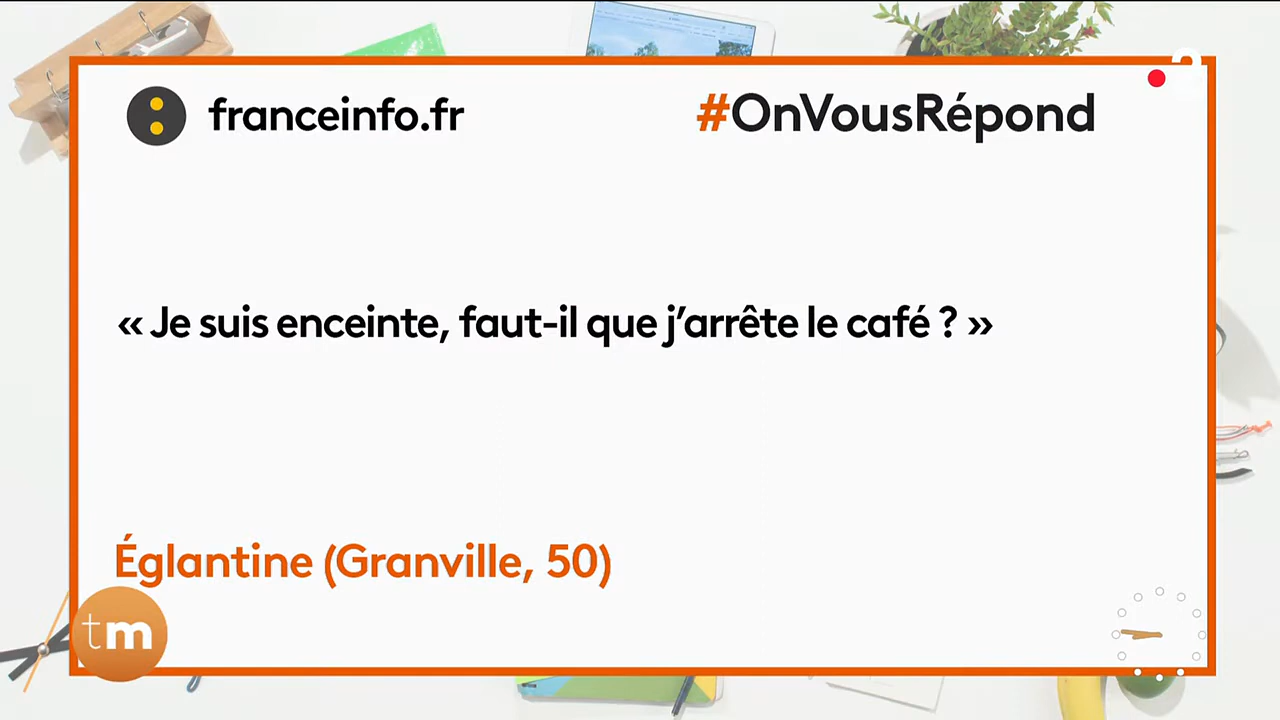 franceinfo.fr
#OnVousRépond
« Je suis enceinte, faut-il que j’arrête le café ? »
Églantine (Granville, 50)
tm